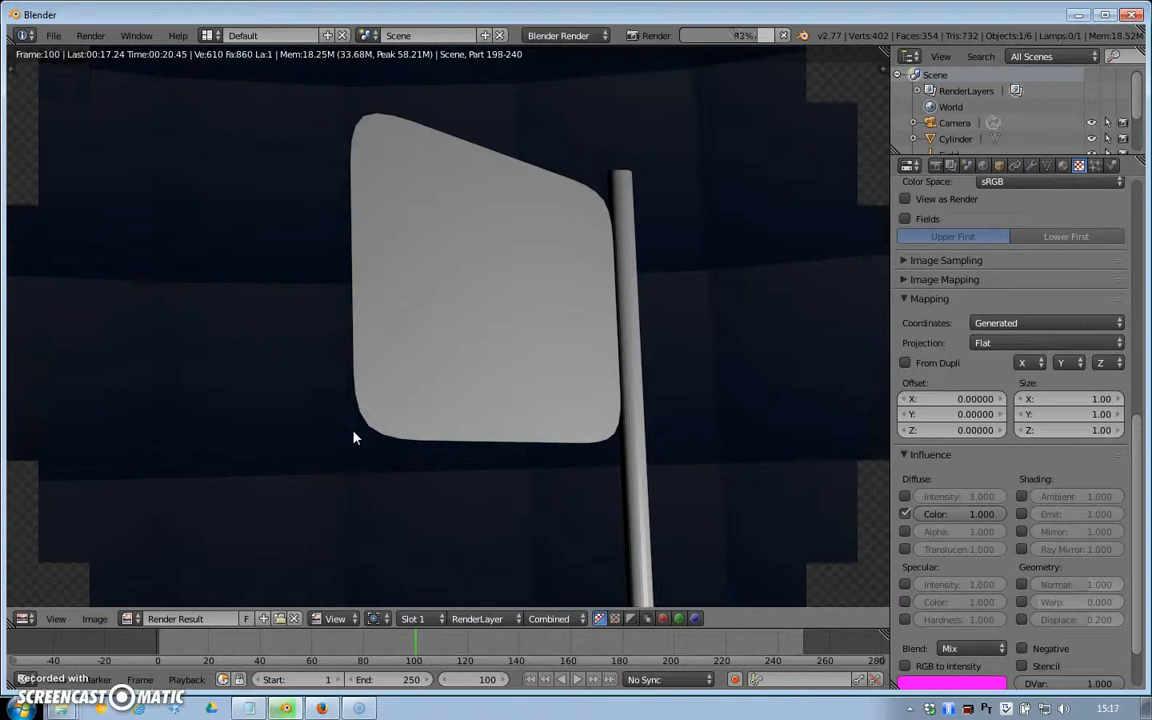 Blender
File Render Window Help Default Scene Blender Render Render 82% v2.77 | Verts:402 | Faces:354 | Tris:732 | Objects:1/6 | Lamps:0/1 | Mem:18.52M
Frame:100 | Last:00:17.24 Time:00:20.45 | Ve:610 Fa:860 La:1 | Mem:18.25M (33.68M, Peak 58.21M) | Scene, Part 198-240
View Search All Scenes
Scene
RenderLayers
World
Camera
Cylinder
Color Space: sRGB
View as Render
Fields
Upper First Lower First
Image Sampling
Image Mapping
Mapping
Coordinates: Generated
Projection: Flat
From Dupli X Y Z
Offset: Size:
X: 0.00000 X: 1.00
Y: 0.00000 Y: 1.00
Z: 0.00000 Z: 1.00
Influence
Diffuse: Shading:
Intensity: 1.000 Ambient: 1.000
Color: 1.000 Emit: 1.000
Alpha: 1.000 Mirror: 1.000
Translucen: 1.000 Ray Mirror: 1.000
Specular: Geometry:
Intensity: 1.000 Normal: 1.000
Color: 1.000 Warp: 0.000
Hardness: 1.000 Displace: 0.200
Blend: Mix Negative
RGB to Intensity Stencil
DVar: 1.000
View Image Render Result F View Slot 1 RenderLayer Combined
-40 -20 0 20 40 60 80 100 120 140 160 180 200 220 240 260 280
Marker Frame Playback Start: 1 End: 250 100 No Sync
Recorded with
SCREENCAST-O-MATIC
PT 15:17